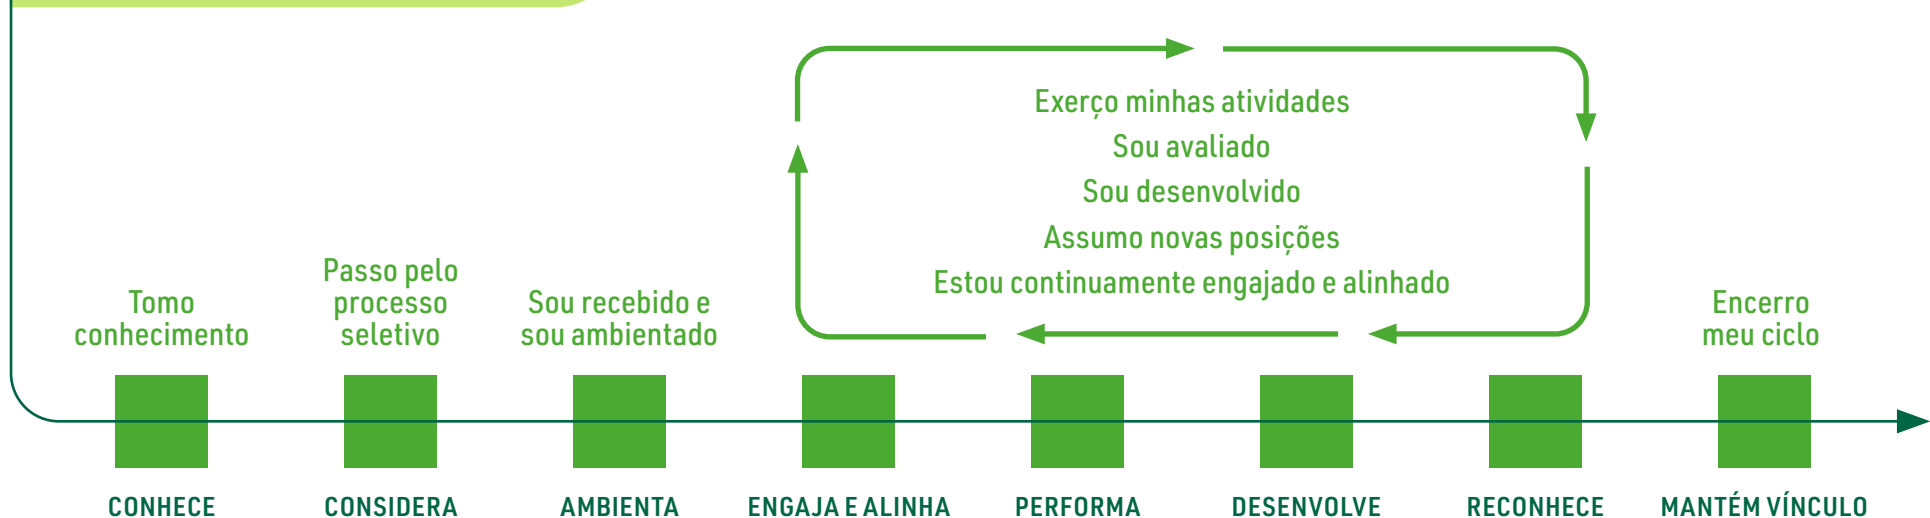 Exerço minhas atividades
Sou avaliado
Sou desenvolvido
Assumo novas posições
Estou continuamente engajado e alinhado
Tomo
conhecimento
Passo pelo
processo
seletivo
Sou recebido e
sou ambientado
Encerro
meu ciclo
CONHECE
CONSIDERA
AMBIENTA
ENGAJA E ALINHA
PERFORMA
DESENVOLVE
RECONHECE
MANTÉM VÍNCULO